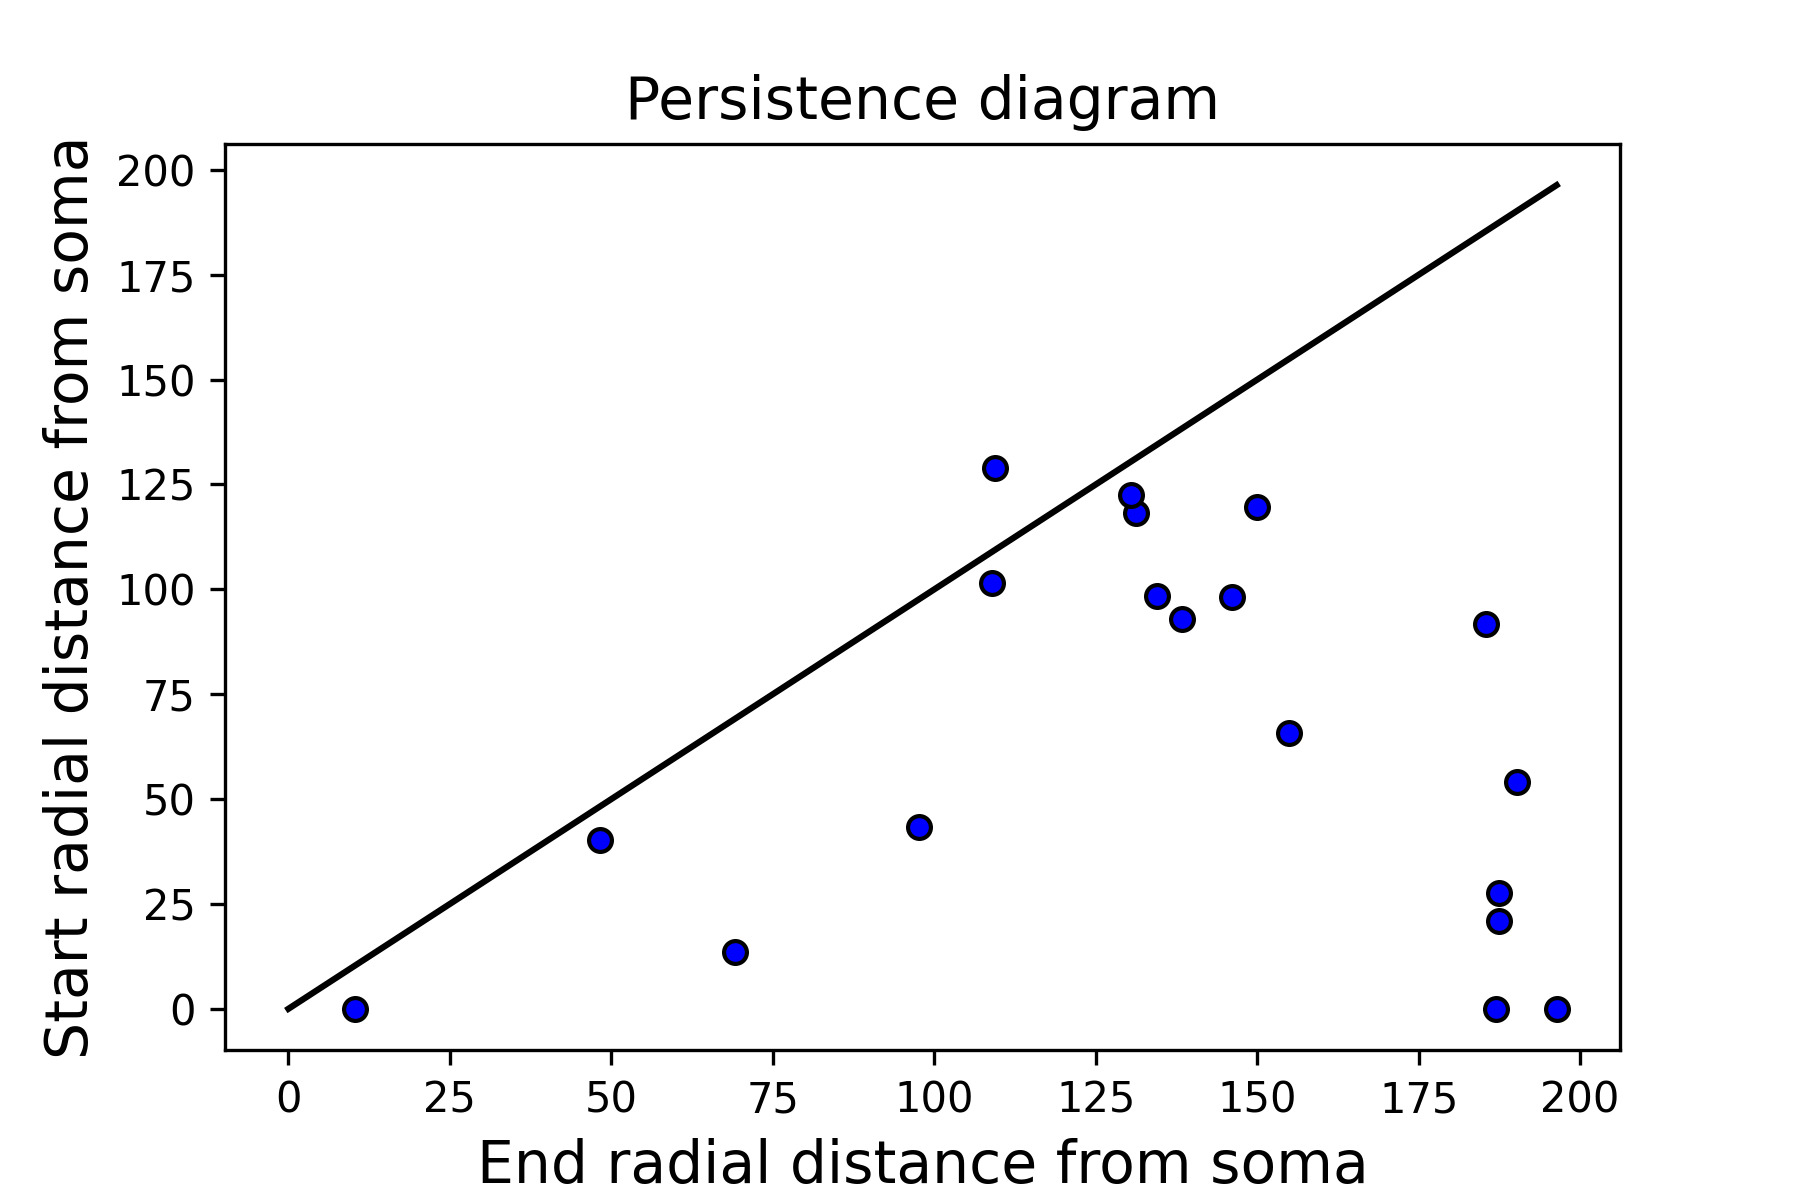 Persistence diagram
Start radial distance from soma
200
175
150
125
100
75
50
25
0
0 25 50 75 100 125 150 175 200
End radial distance from soma